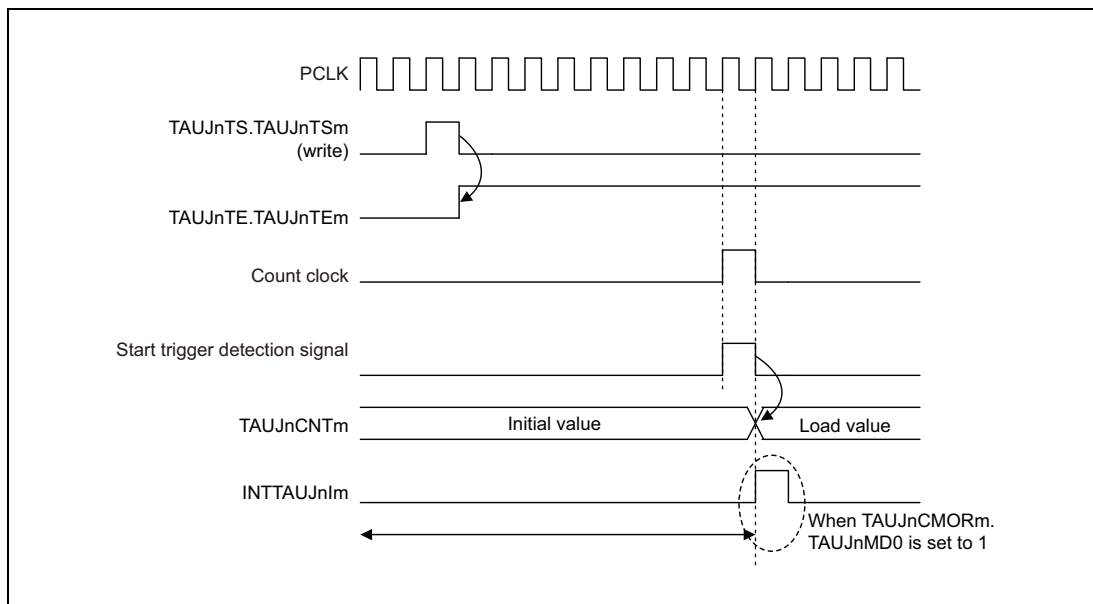 PCLK
TAUJnTS.TAUJnTSm
(write)
TAUJnTE.TAUJnTEm
Count clock
Start trigger detection signal
TAUJnCNTm
Initial value
Load value
INTTAUJnIm
When TAUJnCMORm.
TAUJnMD0 is set to 1